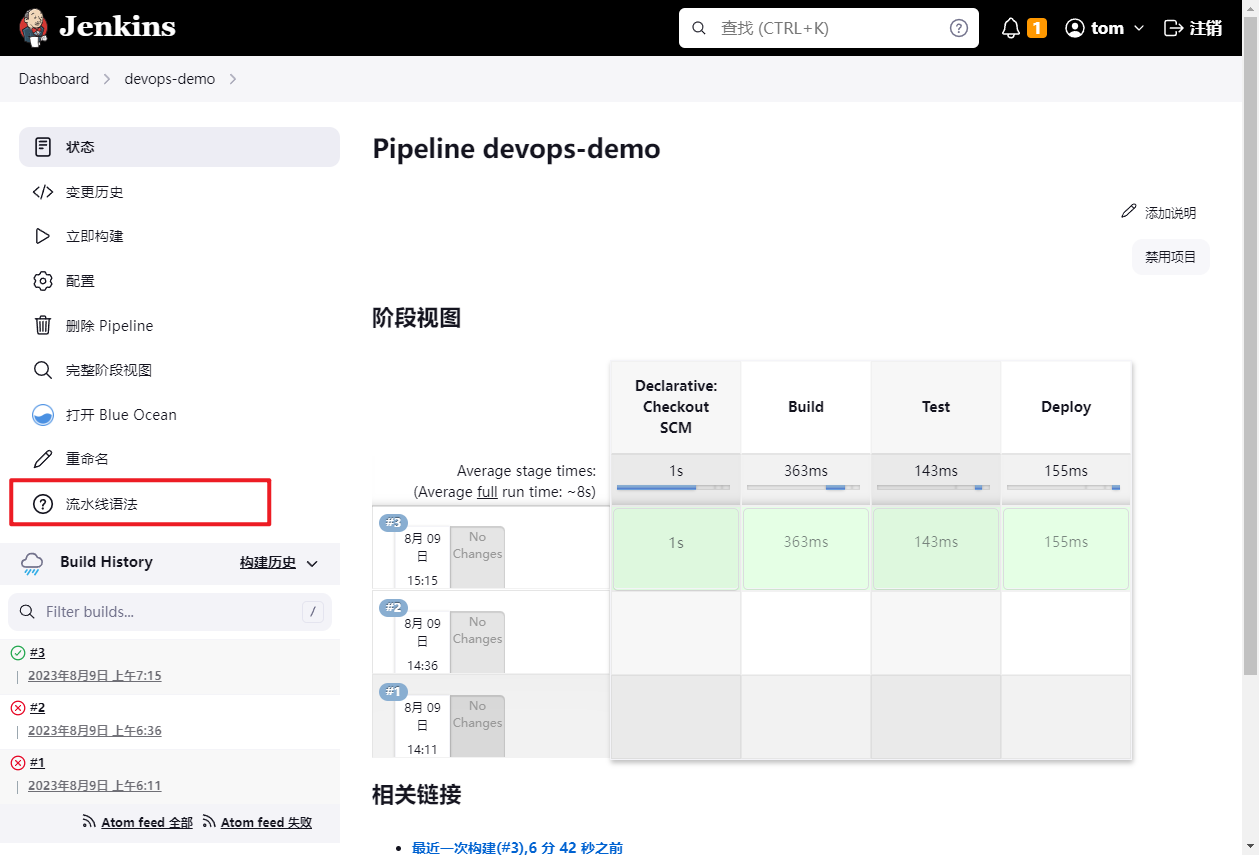 Jenkins
查找 (CTRL+K)
1
tom
注销
Dashboard
devops-demo
状态
变更历史
立即构建
配置
删除 Pipeline
完整阶段视图
打开 Blue Ocean
重命名
流水线语法
Build History
构建历史
Filter builds...
/
#3
2023年8月9日 上午7:15
#2
2023年8月9日 上午6:36
#1
2023年8月9日 上午6:11
Atom feed 全部
Atom feed 失败
Pipeline devops-demo
添加说明
禁用项目
阶段视图
Declarative:
Checkout
SCM
Build
Test
Deploy
Average stage times:
(Average full run time: ~8s)
1s
363ms
143ms
155ms
#3
8月 09
日
15:15
No
Changes
1s
363ms
143ms
155ms
#2
8月 09
日
14:36
No
Changes
#1
8月 09
日
14:11
No
Changes
相关链接
最近一次构建(#3),6 分 42 秒之前